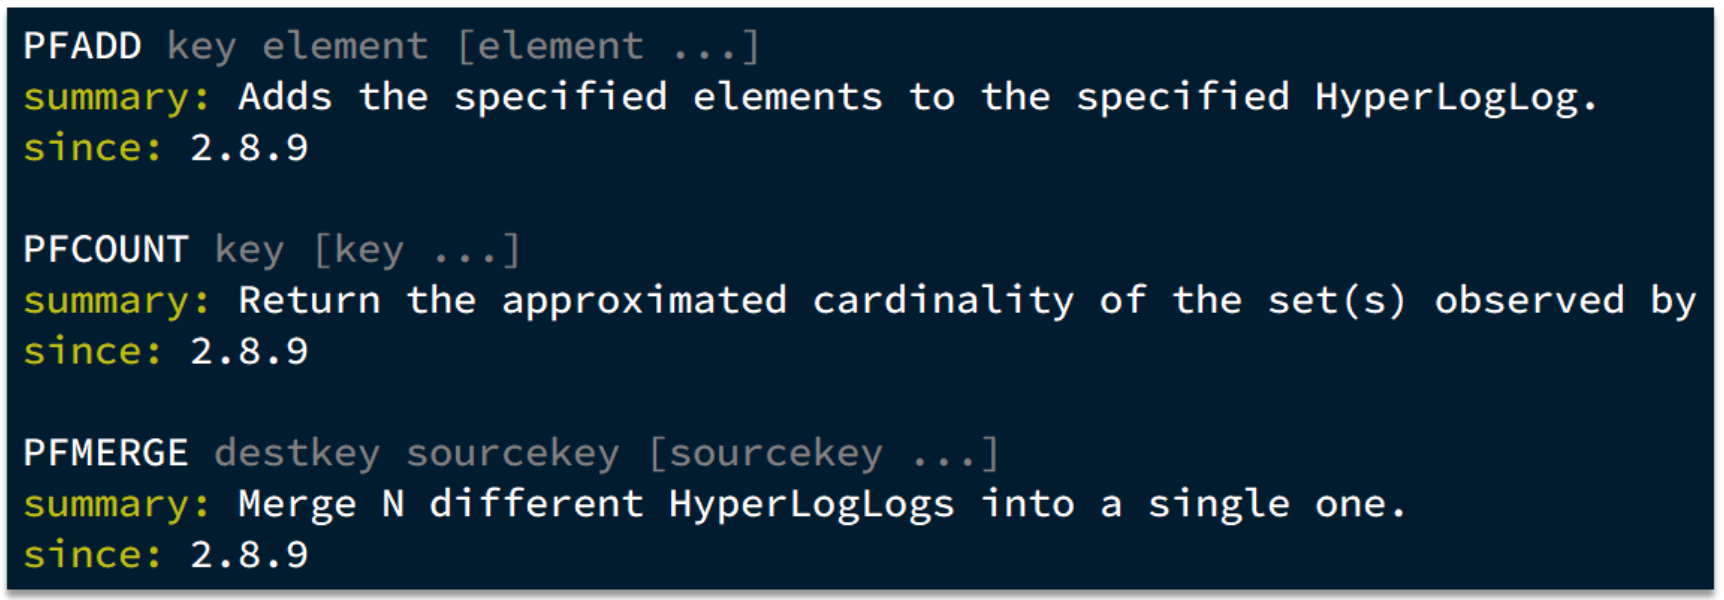 PFADD key element [element ...]
summary: Adds the specified elements to the specified HyperLogLog.
since: 2.8.9
PFCOUNT key [key ...]
summary: Return the approximated cardinality of the set(s) observed by
since: 2.8.9
PFMERGE destkey sourcekey [sourcekey ...]
summary: Merge N different HyperLogLogs into a single one.
since: 2.8.9